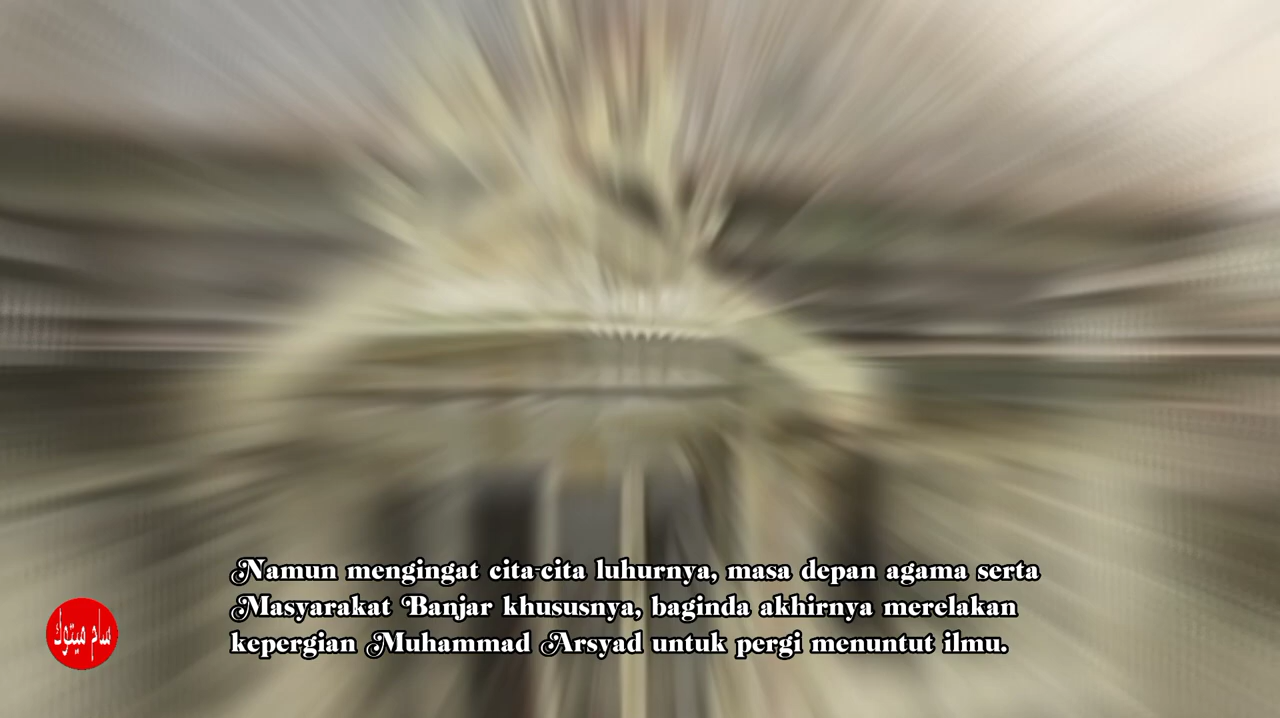 Namun mengingat cita-cita luhurnya, masa depan agama serta
Masyarakat Banjar khususnya, baginda akhirnya merelakan
kepergian Muhammad Arsyad untuk pergi menuntut ilmu.
سام ميتوك